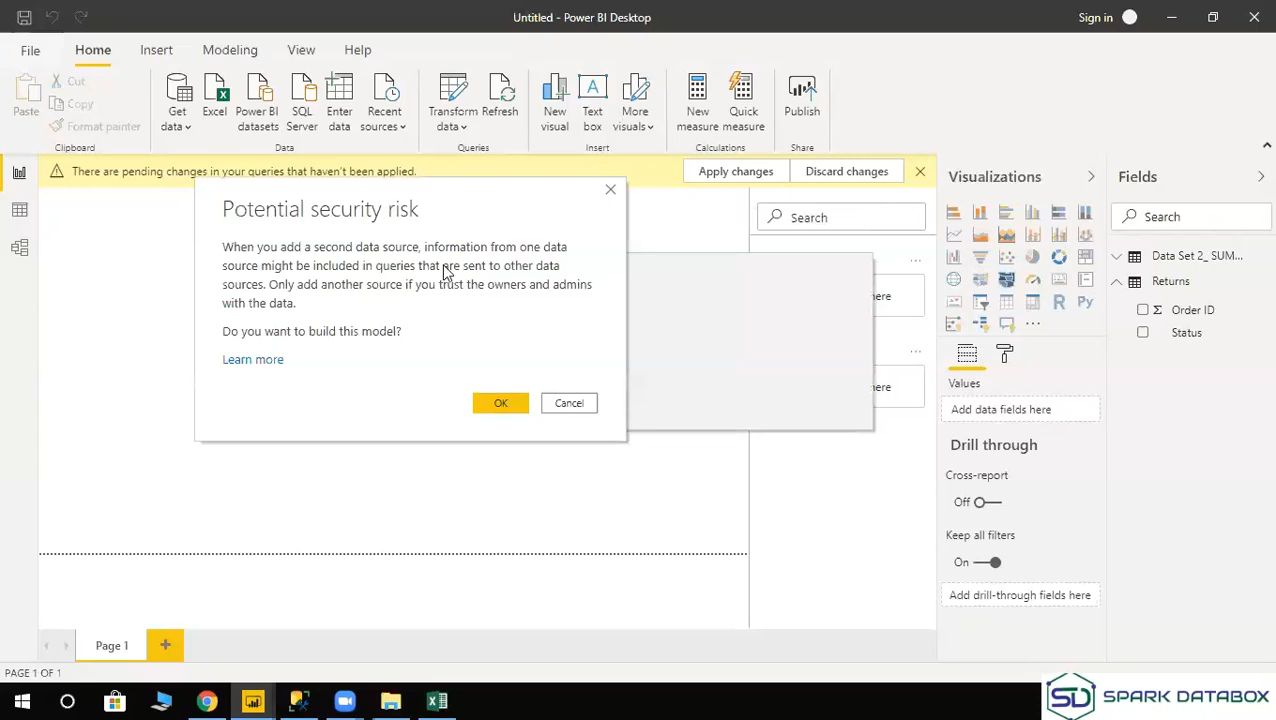 Untitled - Power BI Desktop
Sign in
File
Home
Insert
Modeling
View
Help
Paste
Cut
Copy
Format painter
Clipboard
Get data
Excel
Power BI datasets
SQL Server
Enter data
Recent sources
Data
Transform data
Refresh
Queries
New visual
Text box
More visuals
Insert
New measure
Quick measure
Calculations
Publish
Share
There are pending changes in your queries that haven't been applied.
Apply changes
Discard changes
Potential security risk
When you add a second data source, information from one data
source might be included in queries that are sent to other data
sources. Only add another source if you trust the owners and admins
with the data.
Do you want to build this model?
Learn more
OK
Cancel
Search
...
here
...
here
Visualizations
R
Py
...
Values
Add data fields here
Drill through
Cross-report
Off
Keep all filters
On
Add drill-through fields here
Fields
Search
Data Set 2_ SUM...
Returns
Σ Order ID
Status
Page 1
+
PAGE 1 OF 1
SD SPARK DATABOX